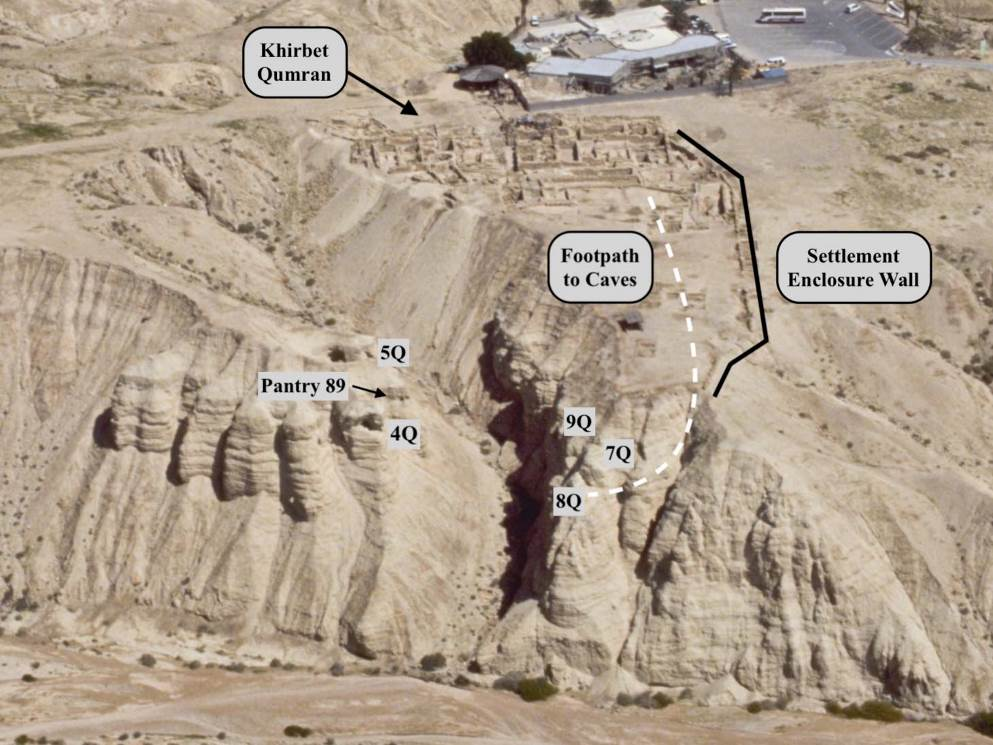 Khirbet
Qumran
Footpath
to Caves
Settlement
Enclosure Wall
5Q
Pantry 89
4Q
9Q
7Q
8Q